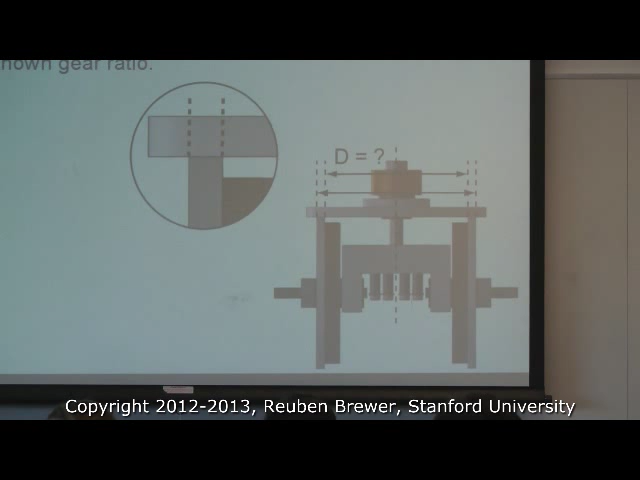 nown gear ratio.
D = ?
Copyright 2012-2013, Reuben Brewer, Stanford University